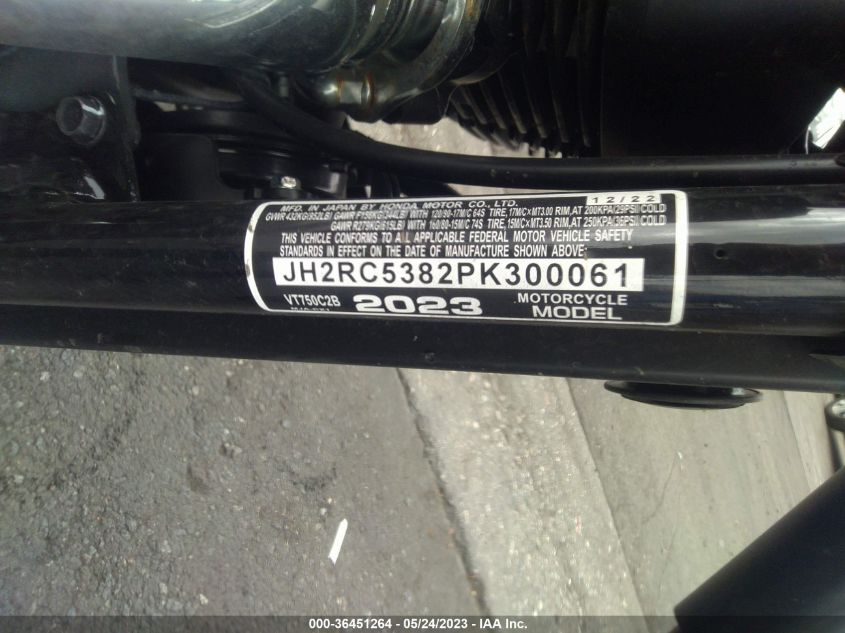 MFD. IN JAPAN BY HONDA MOTOR CO., LTD. 12/22
GVWR 432KG(952LB) GAWR F156KG(344LB) WITH 120/80-17M/C 64S TIRE, 17M/C×MT3.00 RIM, AT 200KPA(29PSI) COLD
GAWR R279KG(615LB) WITH 160/80-15M/C 74S TIRE, 15M/C×MT3.50 RIM, AT 250KPA(36PSI) COLD
THIS VEHICLE CONFORMS TO ALL APPLICABLE FEDERAL MOTOR VEHICLE SAFETY
STANDARDS IN EFFECT ON THE DATE OF MANUFACTURE SHOWN ABOVE.
JH2RC5382PK300061
VT750C2B 2023 MOTORCYCLE
MODEL
000-36451264 - 05/24/2023 - IAA Inc.